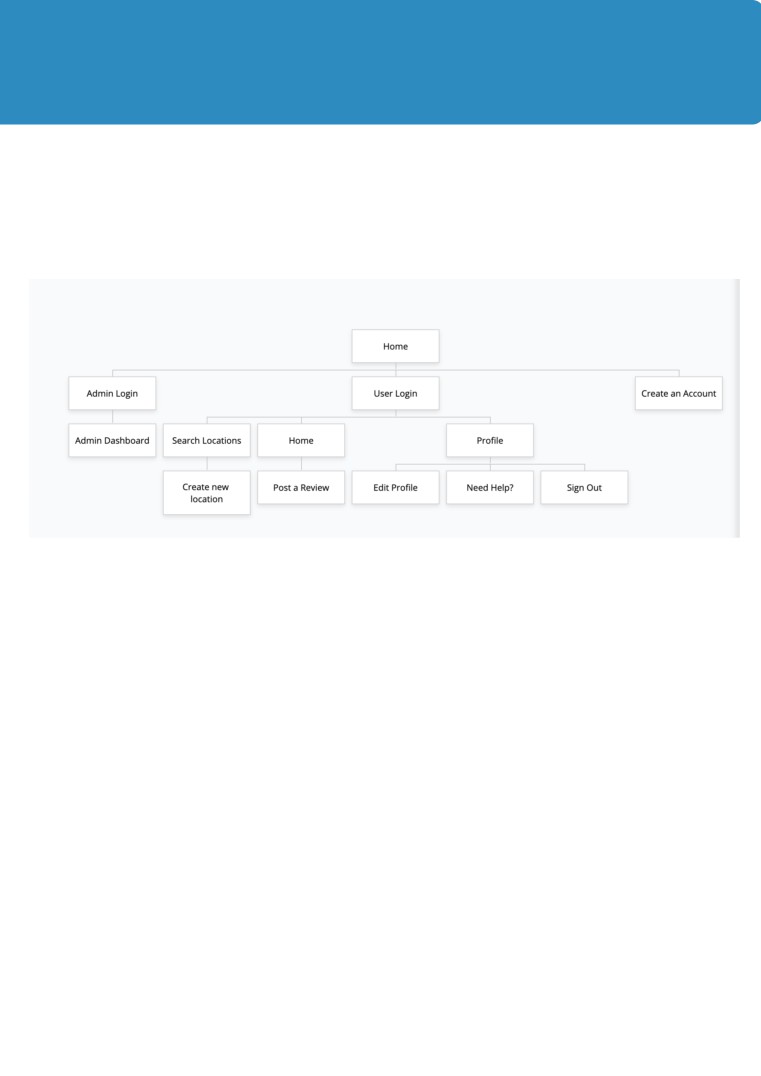 Home
Admin Login
User Login
Create an Account
Admin Dashboard
Search Locations
Home
Profile
Create new
location
Post a Review
Edit Profile
Need Help?
Sign Out